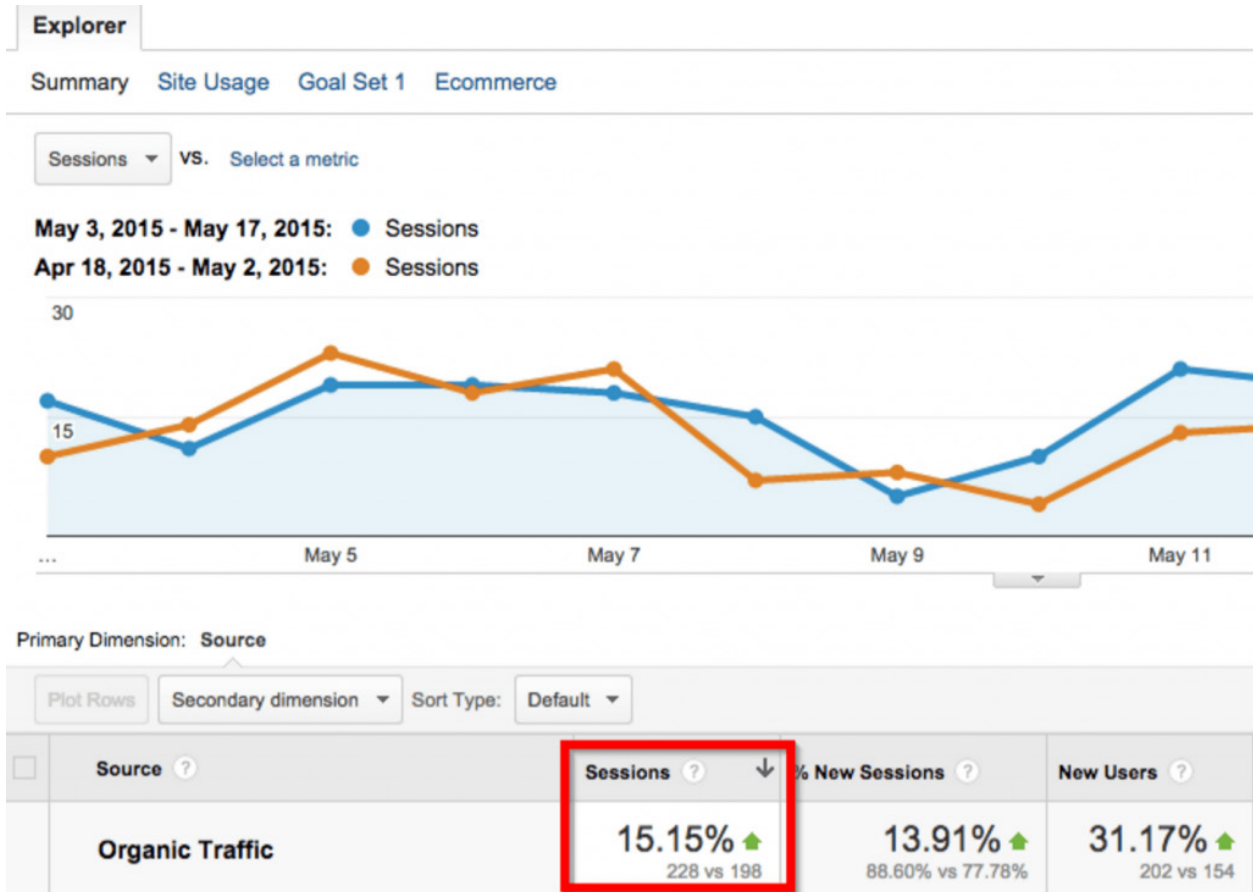 Explorer
Summary Site Usage Goal Set 1 Ecommerce
Sessions VS. Select a metric
May 3, 2015 - May 17, 2015: Sessions
Apr 18, 2015 - May 2, 2015: Sessions
30
15
... May 5 May 7 May 9 May 11
Primary Dimension: Source
Plot Rows Secondary dimension Sort Type: Default
Source ? Sessions ? % New Sessions ? New Users ?
Organic Traffic 15.15% 13.91% 31.17%
228 vs 198 88.60% vs 77.78% 202 vs 154